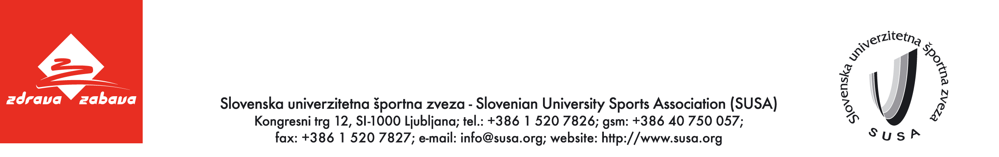 zdrava zabava
Slovenska univerzitetna športna zveza - Slovenian University Sports Association (SUSA)
Kongresni trg 12, SI-1000 Ljubljana; tel.: +386 1 520 7826; gsm: +386 40 750 057;
fax: +386 1 520 7827; e-mail: info@susa.org; website: http://www.susa.org
Slovenska univerzitetna športna zveza
SUSA